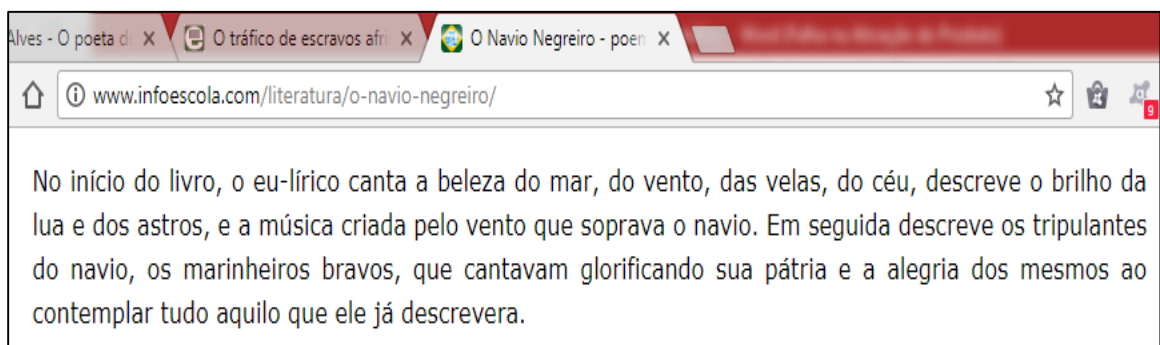 Alves - O poeta d
O tráfico de escravos afri
O Navio Negreiro - poem
www.infoescola.com/literatura/o-navio-negreiro/
9
No início do livro, o eu-lírico canta a beleza do mar, do vento, das velas, do céu, descreve o brilho da
lua e dos astros, e a música criada pelo vento que soprava o navio. Em seguida descreve os tripulantes
do navio, os marinheiros bravos, que cantavam glorificando sua pátria e a alegria dos mesmos ao
contemplar tudo aquilo que ele já descrevera.